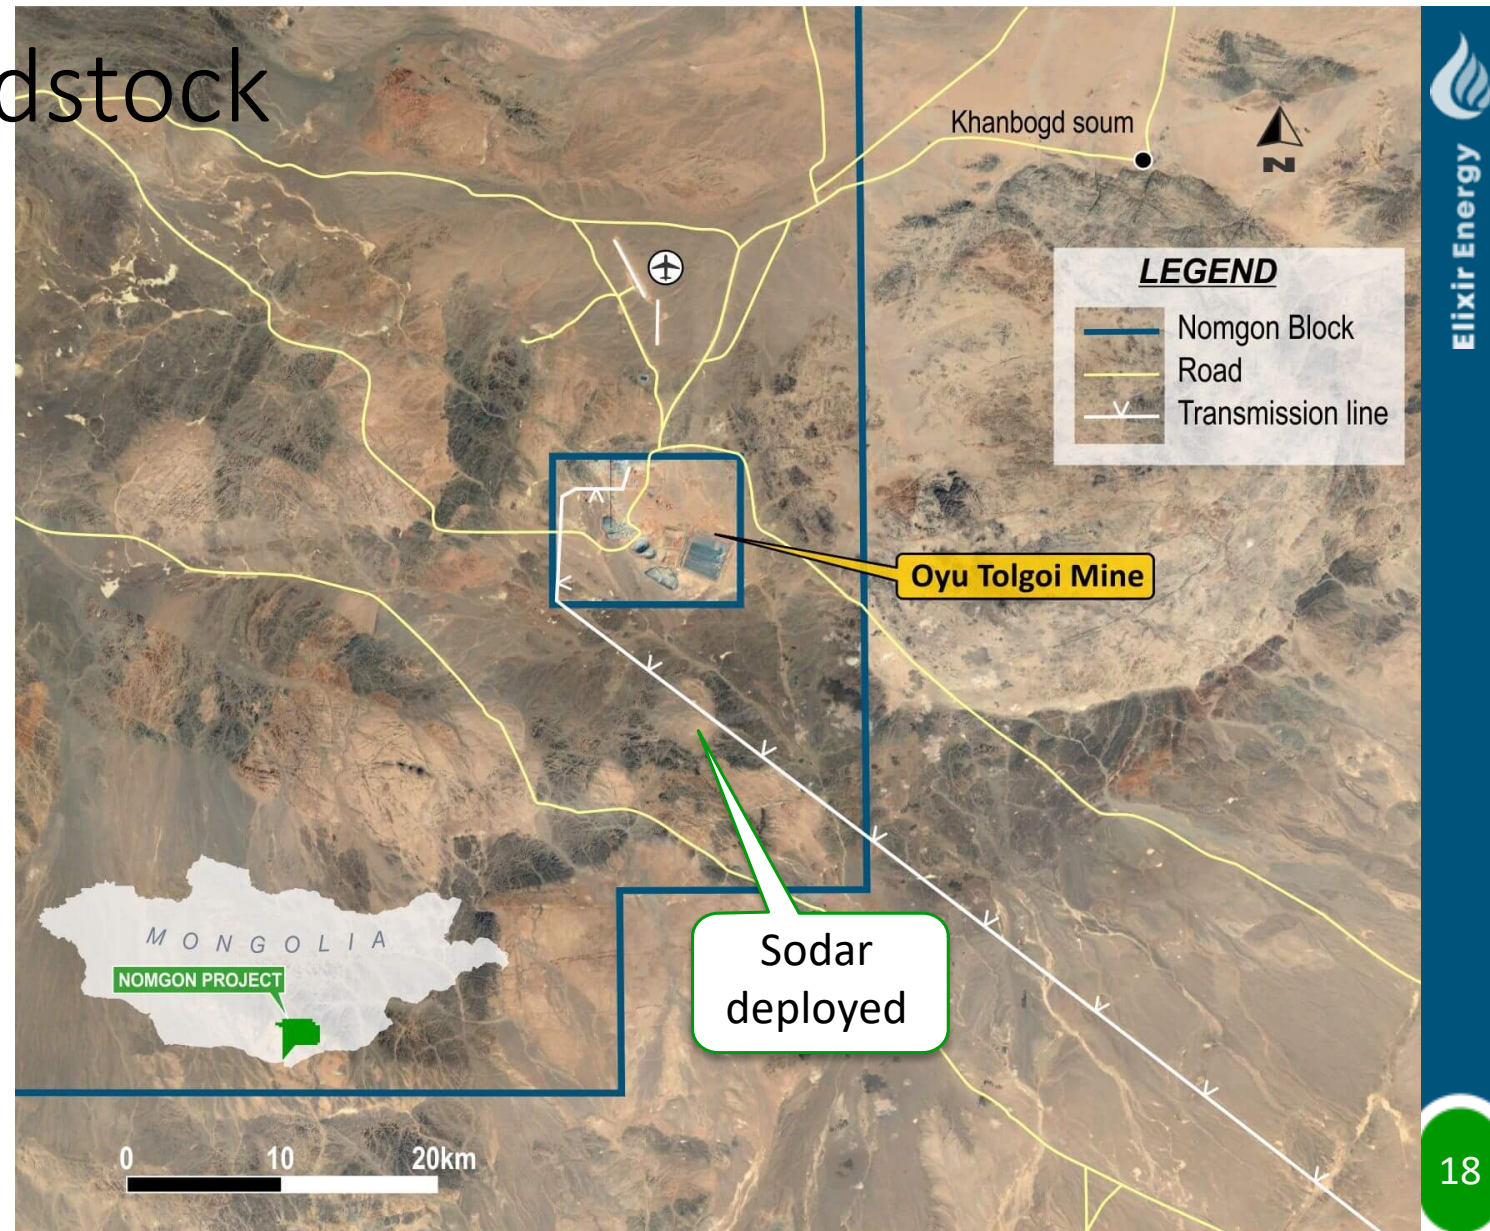 dstock
Khanbogd soum
N
LEGEND
Nomgon Block
Road
Transmission line
Oyu Tolgoi Mine
Sodar
deployed
MONGOLIA
NOMGON PROJECT
0 10 20km
Elixir Energy
18